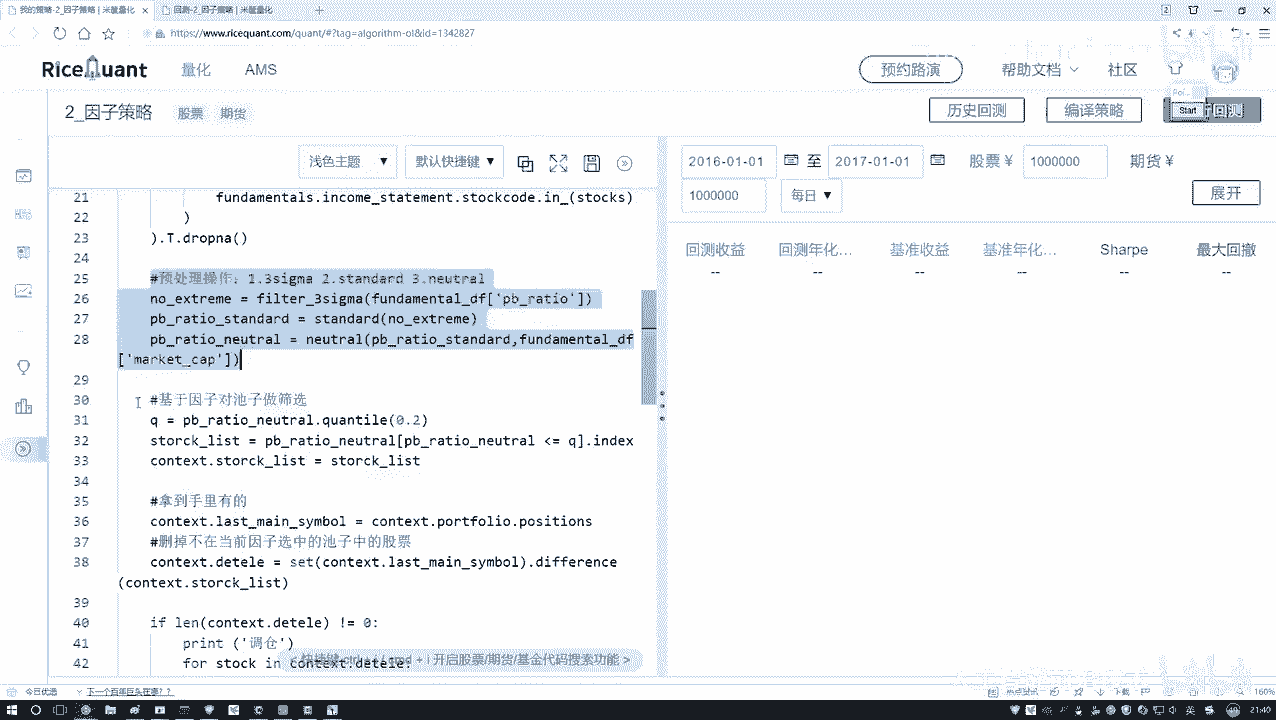 我的策略-2_因子策略 | 米筐量化
回测-2_因子策略 | 米筐量化
https://www.ricequant.com/quant/#?tag=algorithm-ol&id=1342827
RiceQuant 量化 AMS 预约路演 帮助文档 社区
2_因子策略 股票 期货 历史回测 编译策略 Start 回测
浅色主题 ▼ 默认快捷键 ▼ 2016-01-01 至 2017-01-01 股票 ¥ 1000000 期货 ¥
1000000 每日 ▼ 展开
21 fundamentals.income_statement.stockcode.in_(stocks)
22 )
23 ).T.dropna()
24
25 #预处理操作：1.3sigma 2.standard 3.neutral
26 no_extreme = filter_3sigma(fundamental_df['pb_ratio'])
27 pb_ratio_standard = standard(no_extreme)
28 pb_ratio_neutral = neutral(pb_ratio_standard,fundamental_df
['market_cap'])
29
30 #基于因子对池子做筛选
31 q = pb_ratio_neutral.quantile(0.2)
32 storck_list = pb_ratio_neutral[pb_ratio_neutral <= q].index
33 context.storck_list = storck_list
34
35 #拿到手里有的
36 context.last_main_symbol = context.portfolio.positions
37 #删掉不在当前因子选中的池子中的股票
38 context.detele = set(context.last_main_symbol).difference
(context.storck_list)
39
40 if len(context.detele) != 0:
41 print ('调仓')
42 for stock in context.detele:
开启股票/期货/基金代码搜索功能 >
回测收益 回测年化... 基准收益 基准年化... Sharpe 最大回撤
-- -- -- -- -- --
今日优选 下一个百年巨头在哪？？
160%
21:40